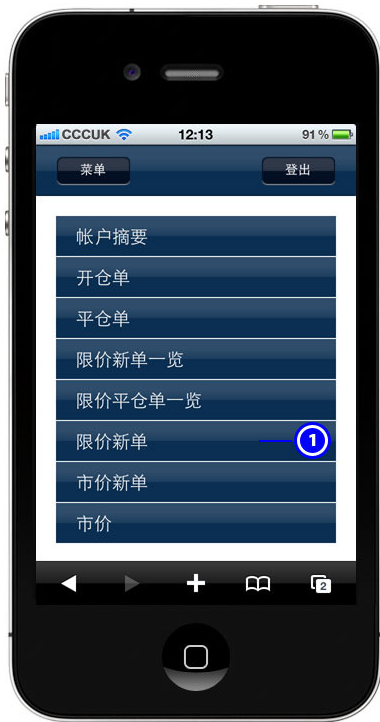 CCCUK 12:13 91%
菜单 登出
帐户摘要
开仓单
平仓单
限价新单一览
限价平仓单一览
限价新单 1
市价新单
市价
2